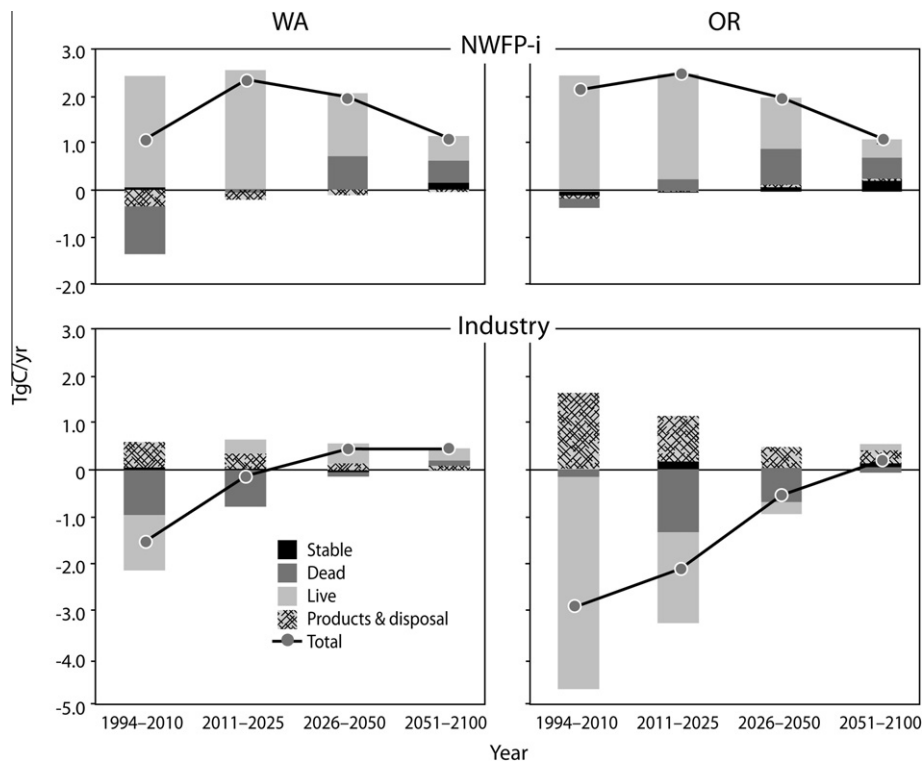 WA OR
NWFP-i
3.0
2.0
1.0
0
-1.0
-2.0
Industry
3.0
2.0
1.0
0
-1.0
-2.0
-3.0
-4.0
-5.0
TgC/yr
Stable
Dead
Live
Products & disposal
Total
1994–2010 2011–2025 2026–2050 2051–2100 1994–2010 2011–2025 2026–2050 2051–2100
Year